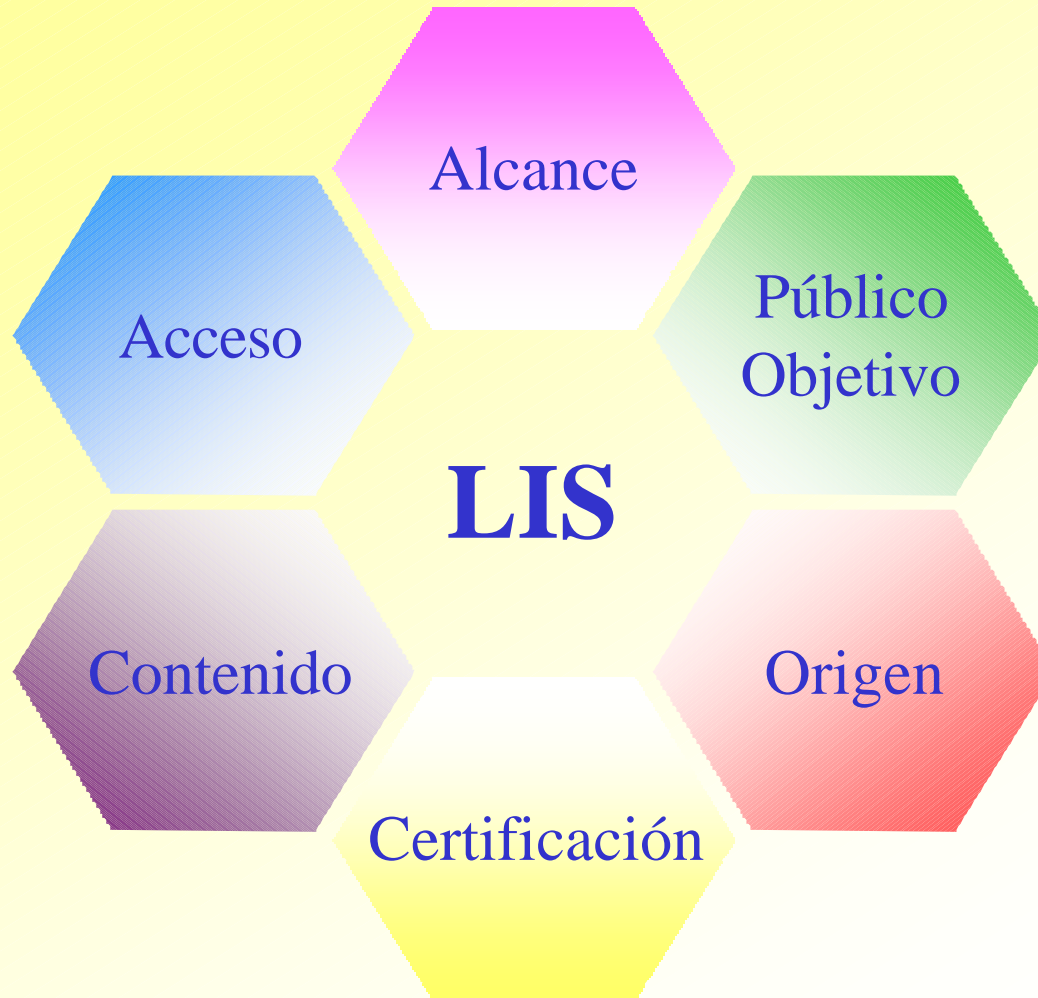 Alcance
Público
Objetivo
Acceso
LIS
Contenido
Origen
Certificación